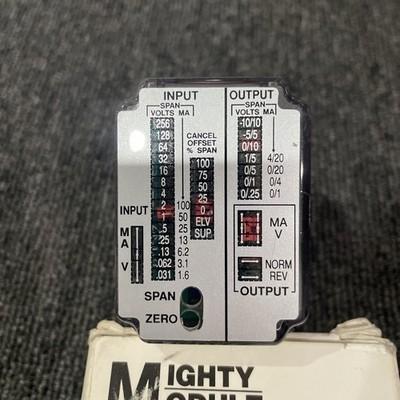 INPUT
SPAN
VOLTS MA
256
128
64
32
16
8
4
2 100
1 50
.5 25
.25 13
.13 6.2
.062 3.1
.031 1.6
CANCEL
OFFSET
% SPAN
100
75
50
25
0
ELV
SUP
INPUT
MA
V
SPAN
ZERO
OUTPUT
SPAN
VOLTS MA
-10/10
-5/5
0/10
1/5 4/20
0/5 0/20
0/1 0/4
0/.25 0/1
MA
V
NORM
REV
OUTPUT
MIGHTY
MODULE